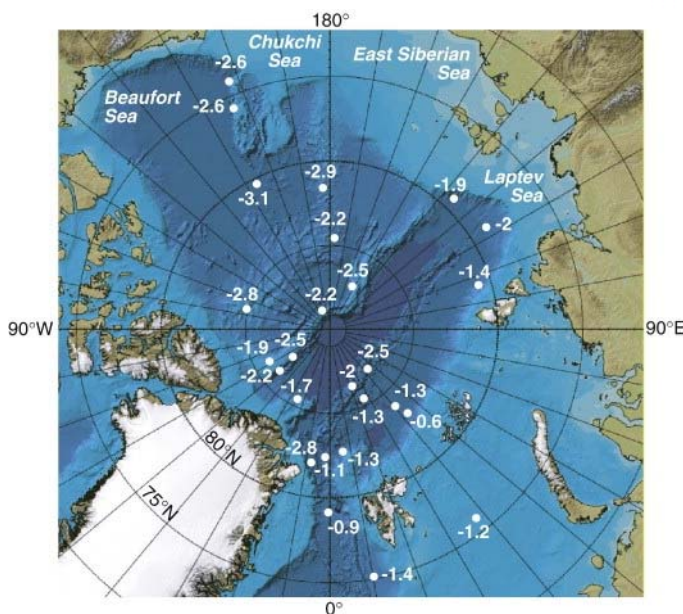 180°
Chukchi
Sea
East Siberian
Sea
-2.6
Beaufort
Sea
-2.6
-2.9
-3.1
Laptev
Sea
-1.9
-2.2
-2
-2.5
-1.4
-2.8
-2.2
90°W
90°E
-1.9
-2.5
-2.5
-2.2
-2
-1.7
-1.3
-1.3
-0.6
80°N
-2.8
-1.3
-1.1
75°N
-0.9
-1.2
-1.4
0°